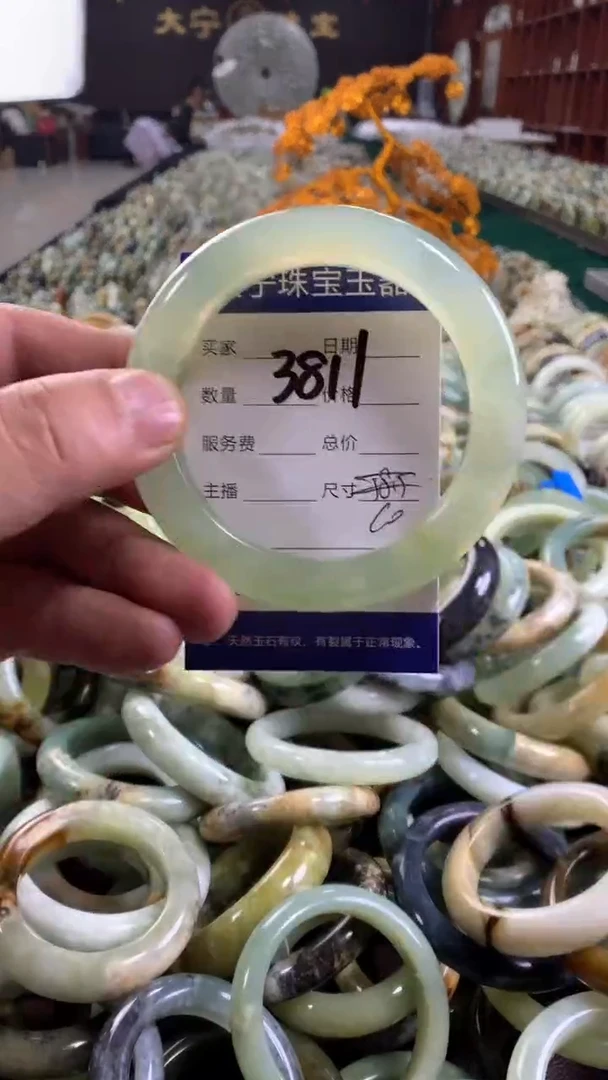 大宁
宁珠宝玉器
买家 日期
3811
数量 价格
服务费 总价
主播 尺寸
60
天然玉石有纹，有裂属于正常现象。